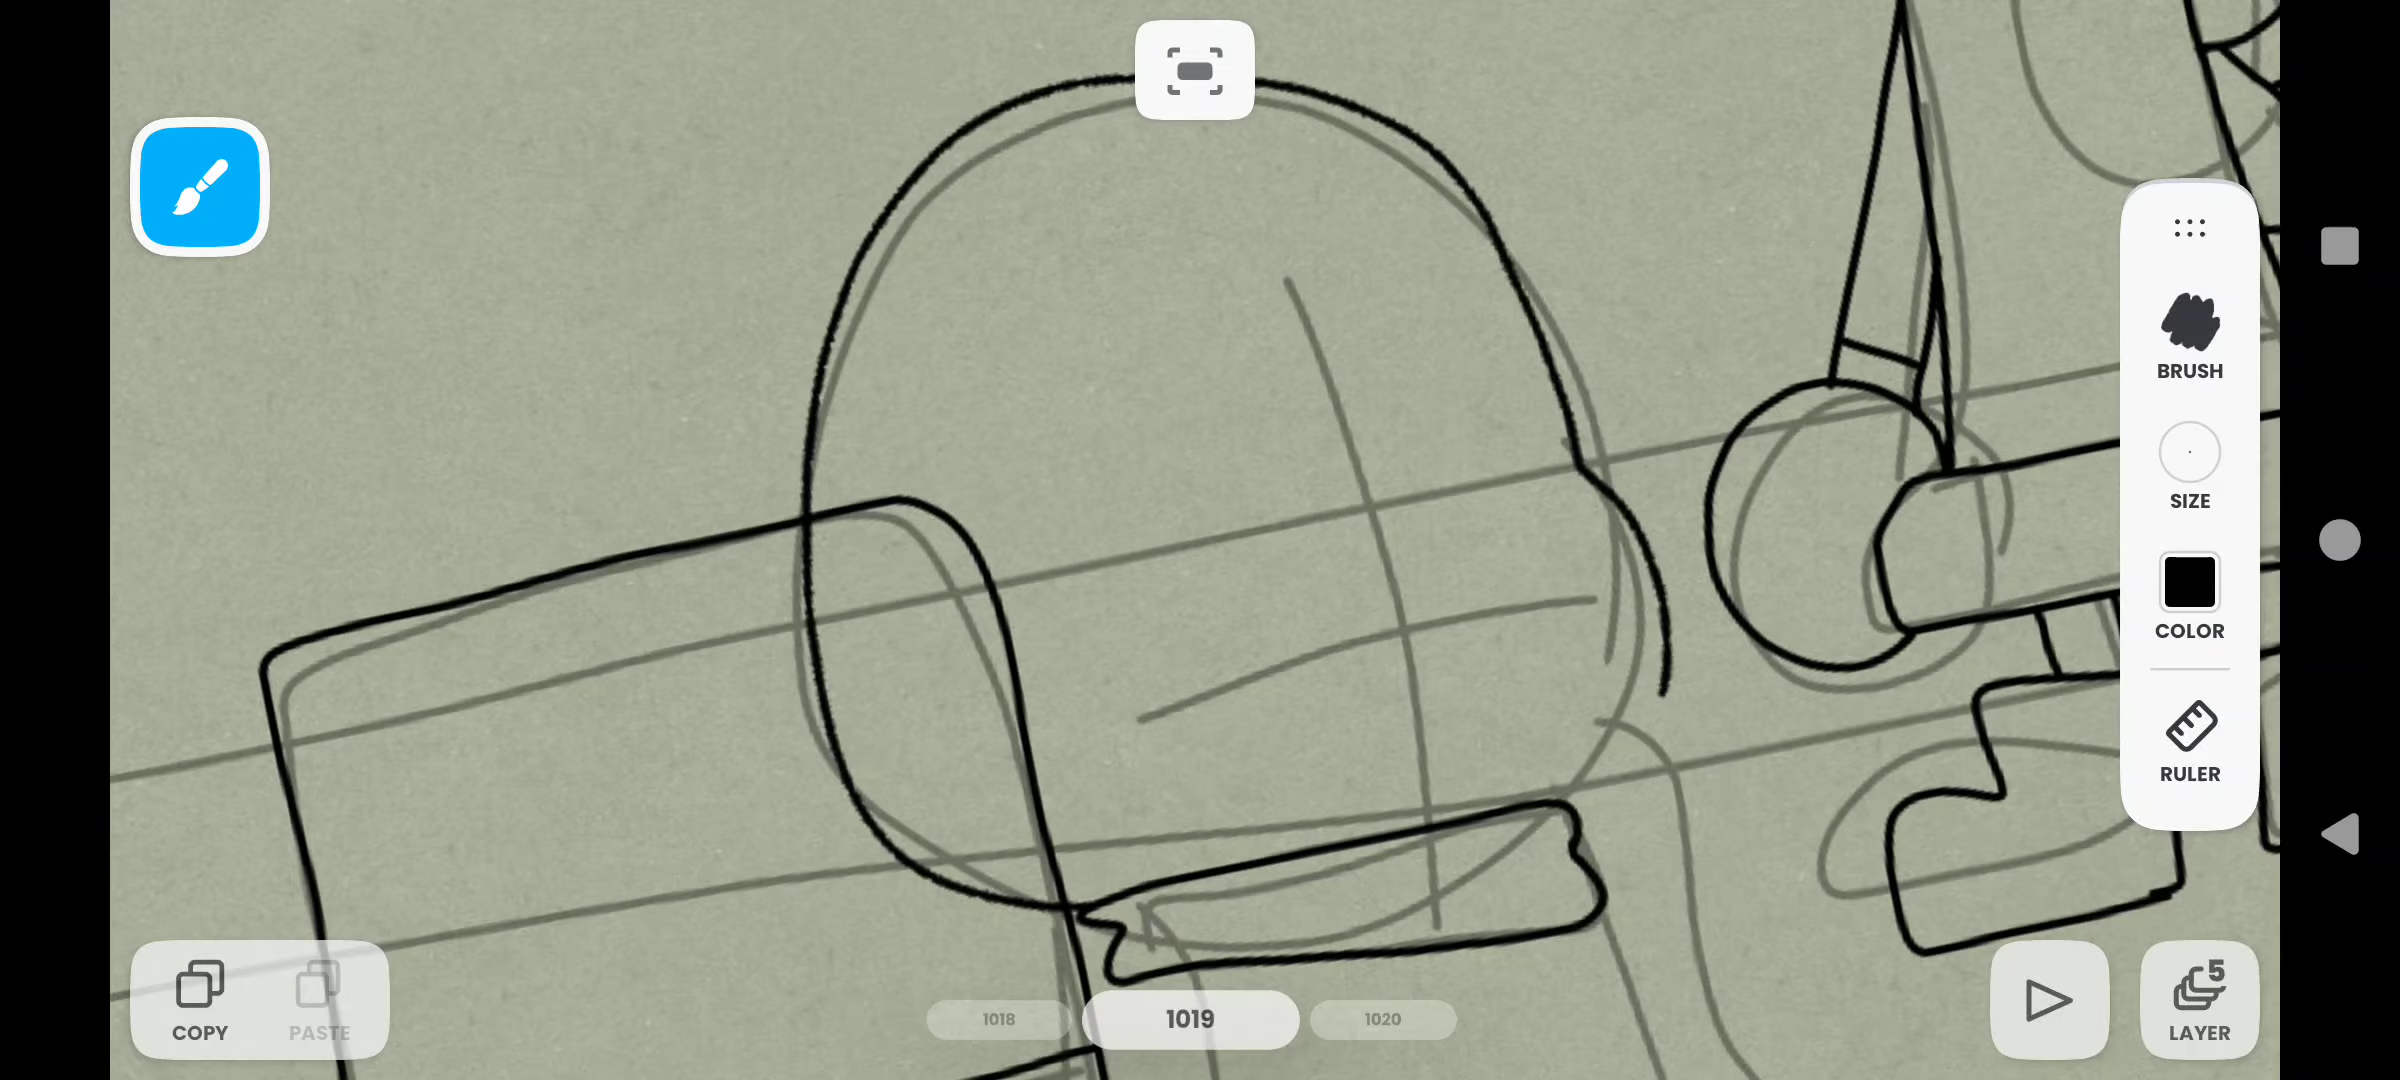 BRUSH
SIZE
COLOR
RULER
COPY
PASTE
1018
1019
1020
5
LAYER